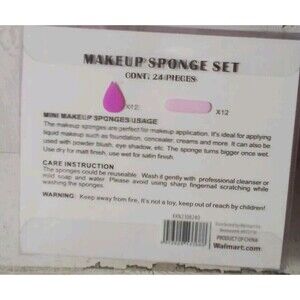 MAKEUP SPONGE SET
CONT. 24 PIECES
X12
X12
MINI MAKEUP SPONGES USAGE
The makeup sponges are perfect for makeup application. It's ideal for applying
liquid makeup such as foundation, concealer, creams and more. It can also be
used with powder blush, eye shadow, etc. The sponge turns bigger once wet.
Use dry for matt finish, use wet for satin finish.
CARE INSTRUCTION
The sponges could be reuseable. Wash it gently with professional cleanser or
mild soap and water. Please avoid using sharp fingernail scratching while
washing the sponges.
WARNING: Keep away from fire, It's not a toy, keep out of reach by children!
PRODUCT OF CHINA
Walmart.com